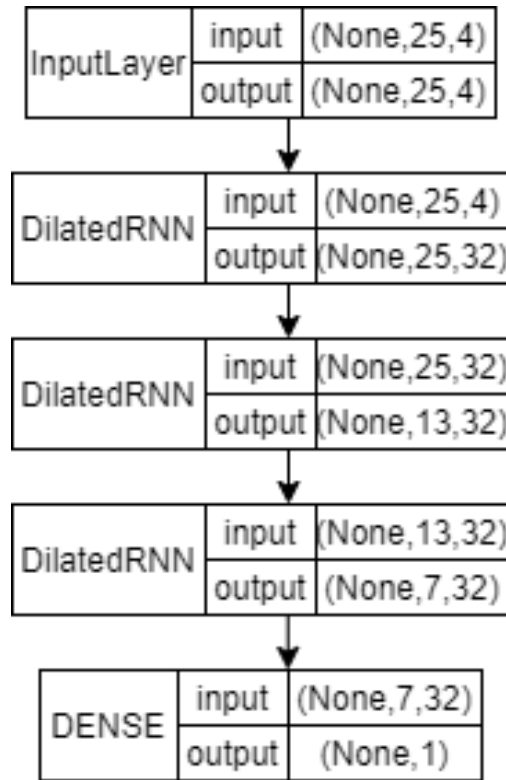 InputLayer
input (None,25,4)
output (None,25,4)
DilatedRNN
input (None,25,4)
output (None,25,32)
DilatedRNN
input (None,25,32)
output (None,13,32)
DilatedRNN
input (None,13,32)
output (None,7,32)
DENSE
input (None,7,32)
output (None,1)